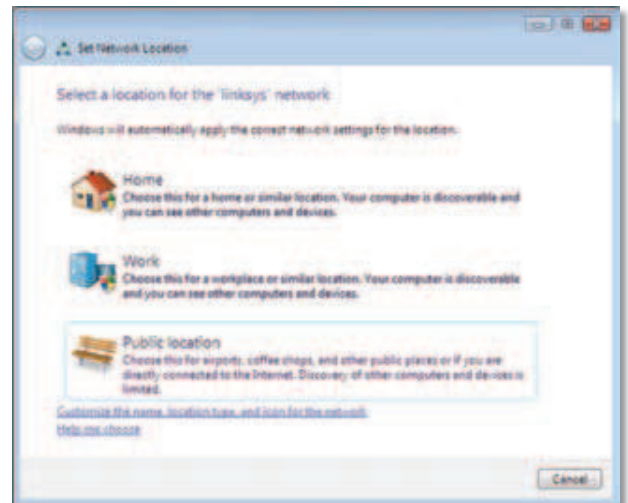 Set Network Location
Select a location for the 'linksys' network
Windows will automatically apply the correct network settings for the location.
Home
Choose this for a home or similar location. Your computer is discoverable and
you can see other computers and devices.
Work
Choose this for a workplace or similar location. Your computer is discoverable
and you can see other computers and devices.
Public location
Choose this for airports, coffee shops, and other public places or if you are
directly connected to the Internet. Discovery of other computers and devices is
limited.
Customize the name, location type, and icon for the network
Help me choose
Cancel